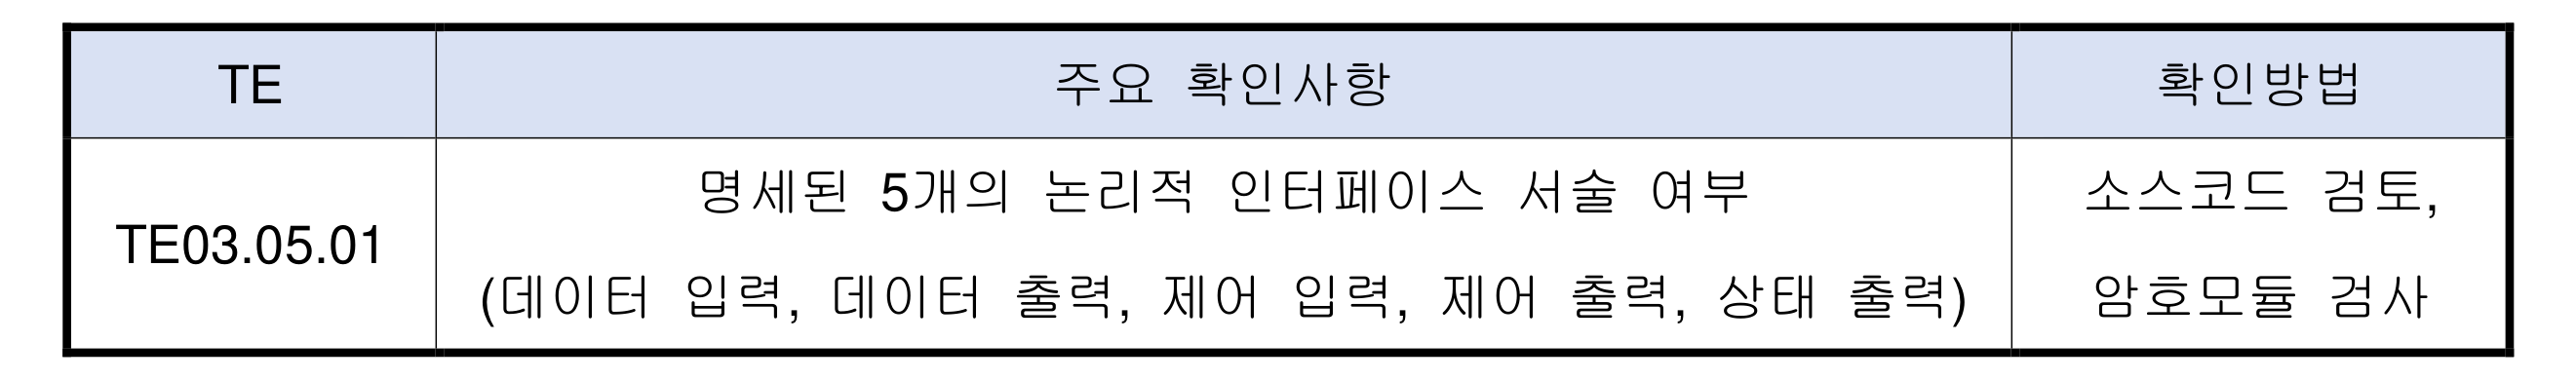 TE 주요 확인사항 확인방법
명세된 5개의 논리적 인터페이스 서술 여부 소스코드 검토,
TE03.05.01
(데이터 입력, 데이터 출력, 제어 입력, 제어 출력, 상태 출력) 암호모듈 검사